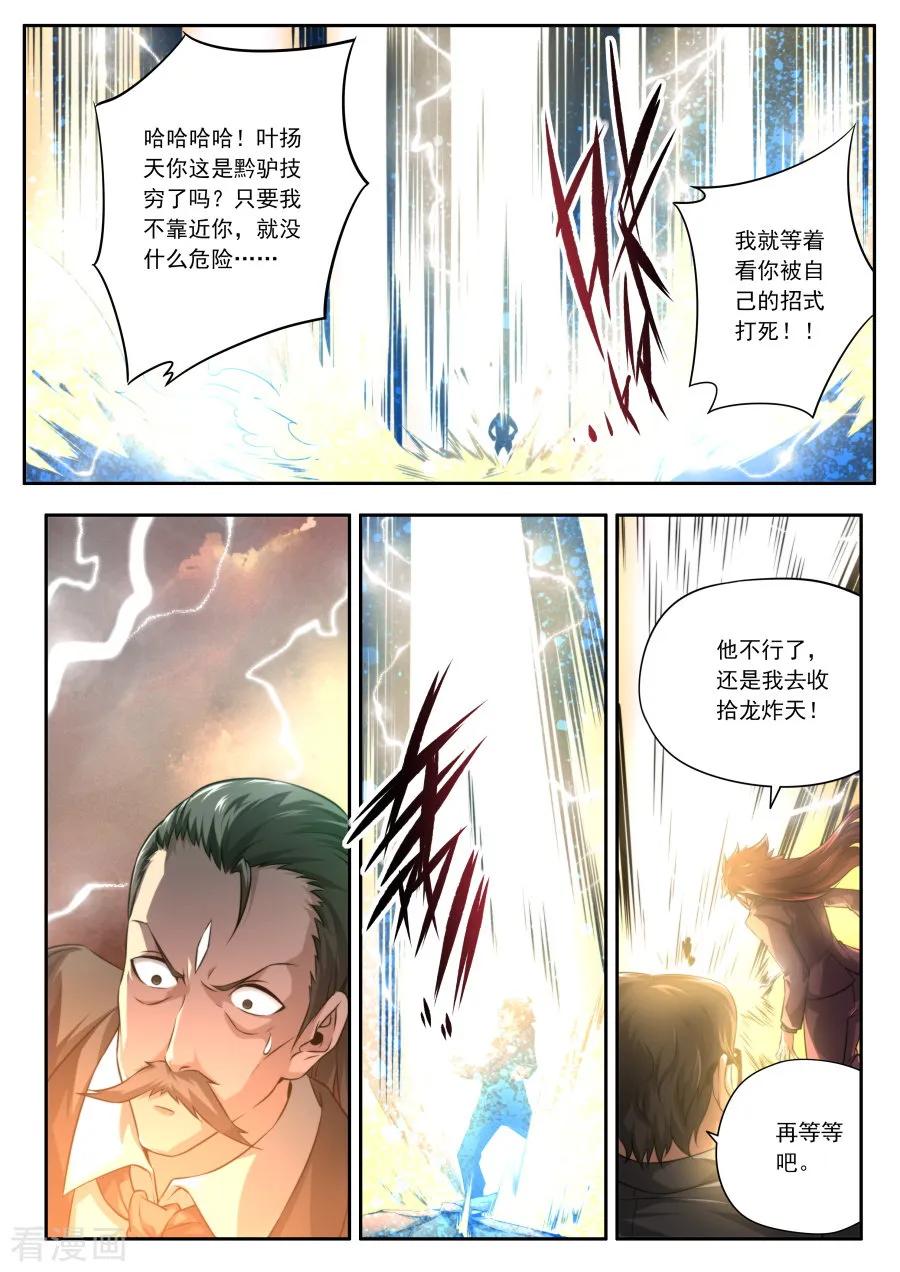 哈哈哈哈！叶扬
天你这是黔驴技
穷了吗？只要我
不靠近你，就没
什么危险……
我就等着
看你被自
己的招式
打死！！
他不行了，
还是我去收
拾龙炸天！
再等等
吧。
看漫画